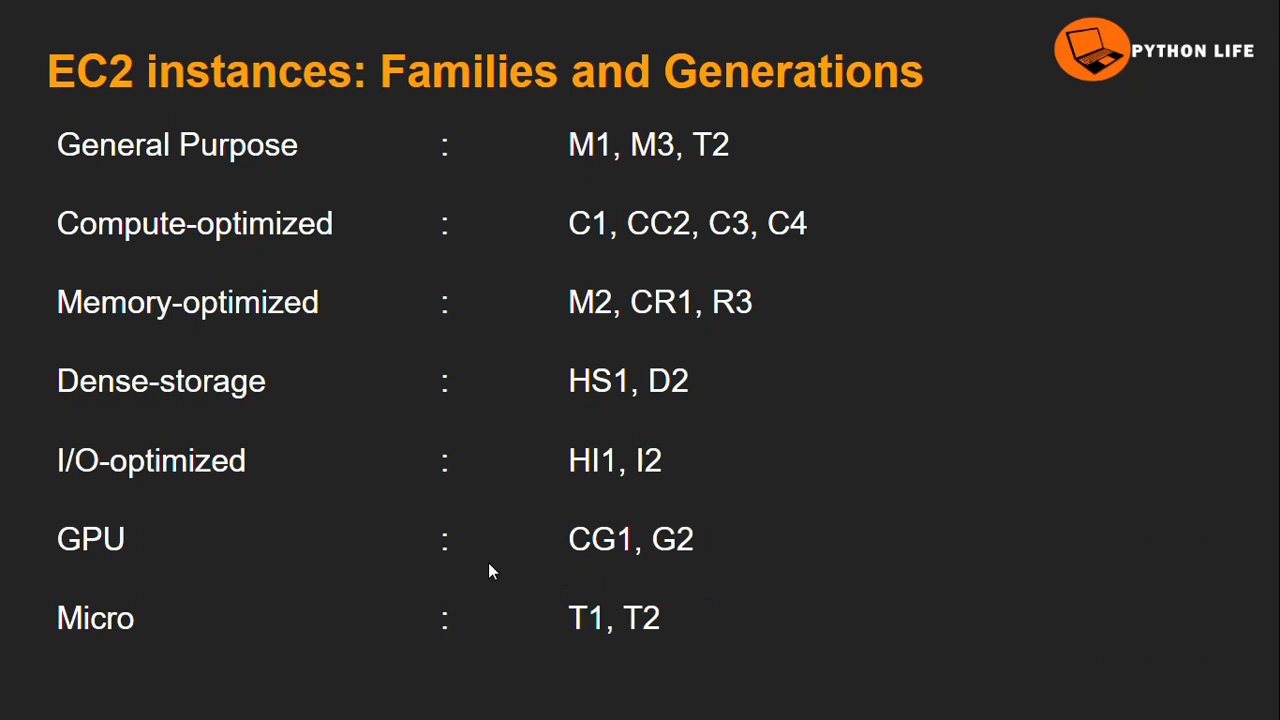 PYTHON LIFE
EC2 instances: Families and Generations
General Purpose : M1, M3, T2
Compute-optimized : C1, CC2, C3, C4
Memory-optimized : M2, CR1, R3
Dense-storage : HS1, D2
I/O-optimized : HI1, I2
GPU : CG1, G2
Micro : T1, T2